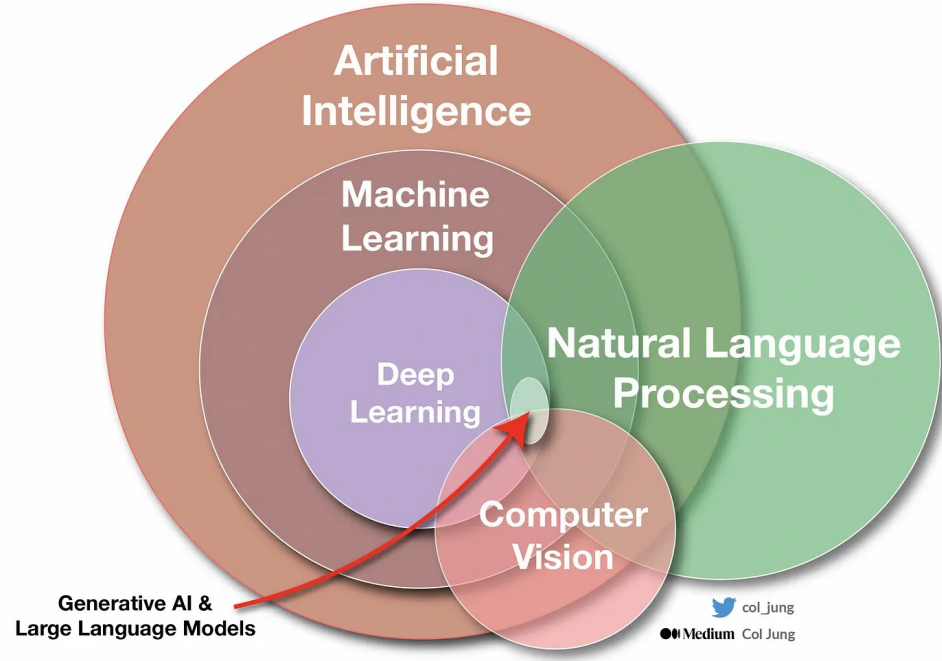 Artificial
Intelligence
Machine
Learning
Deep
Learning
Natural Language
Processing
Computer
Vision
Generative AI &
Large Language Models
col_jung
Medium Col Jung